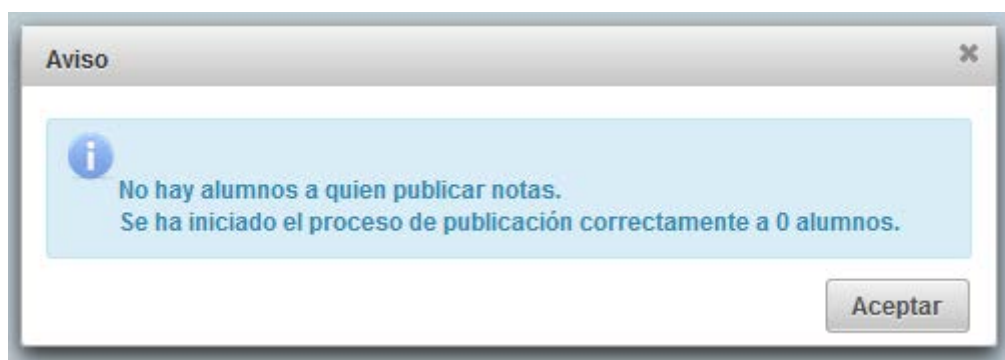 Aviso
No hay alumnos a quien publicar notas.
Se ha iniciado el proceso de publicación correctamente a 0 alumnos.
Aceptar